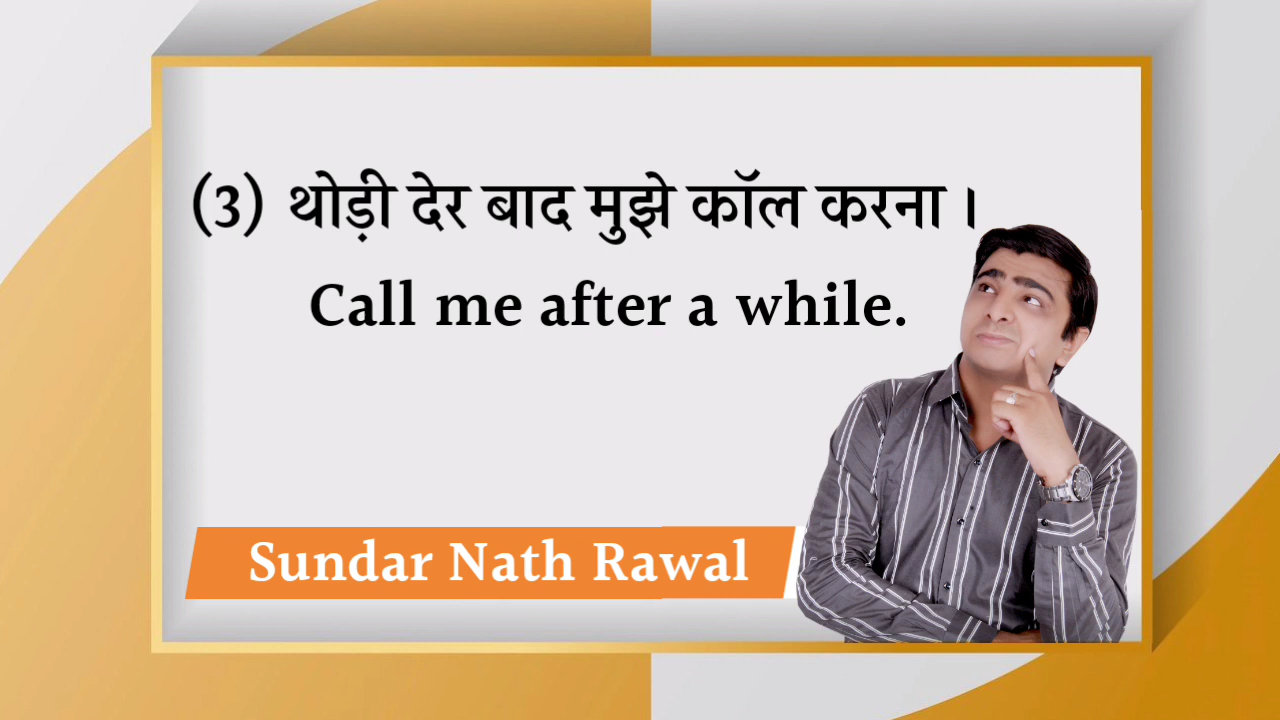 (3) थोड़ी देर बाद मुझे कॉल करना ।
Call me after a while.
Sundar Nath Rawal